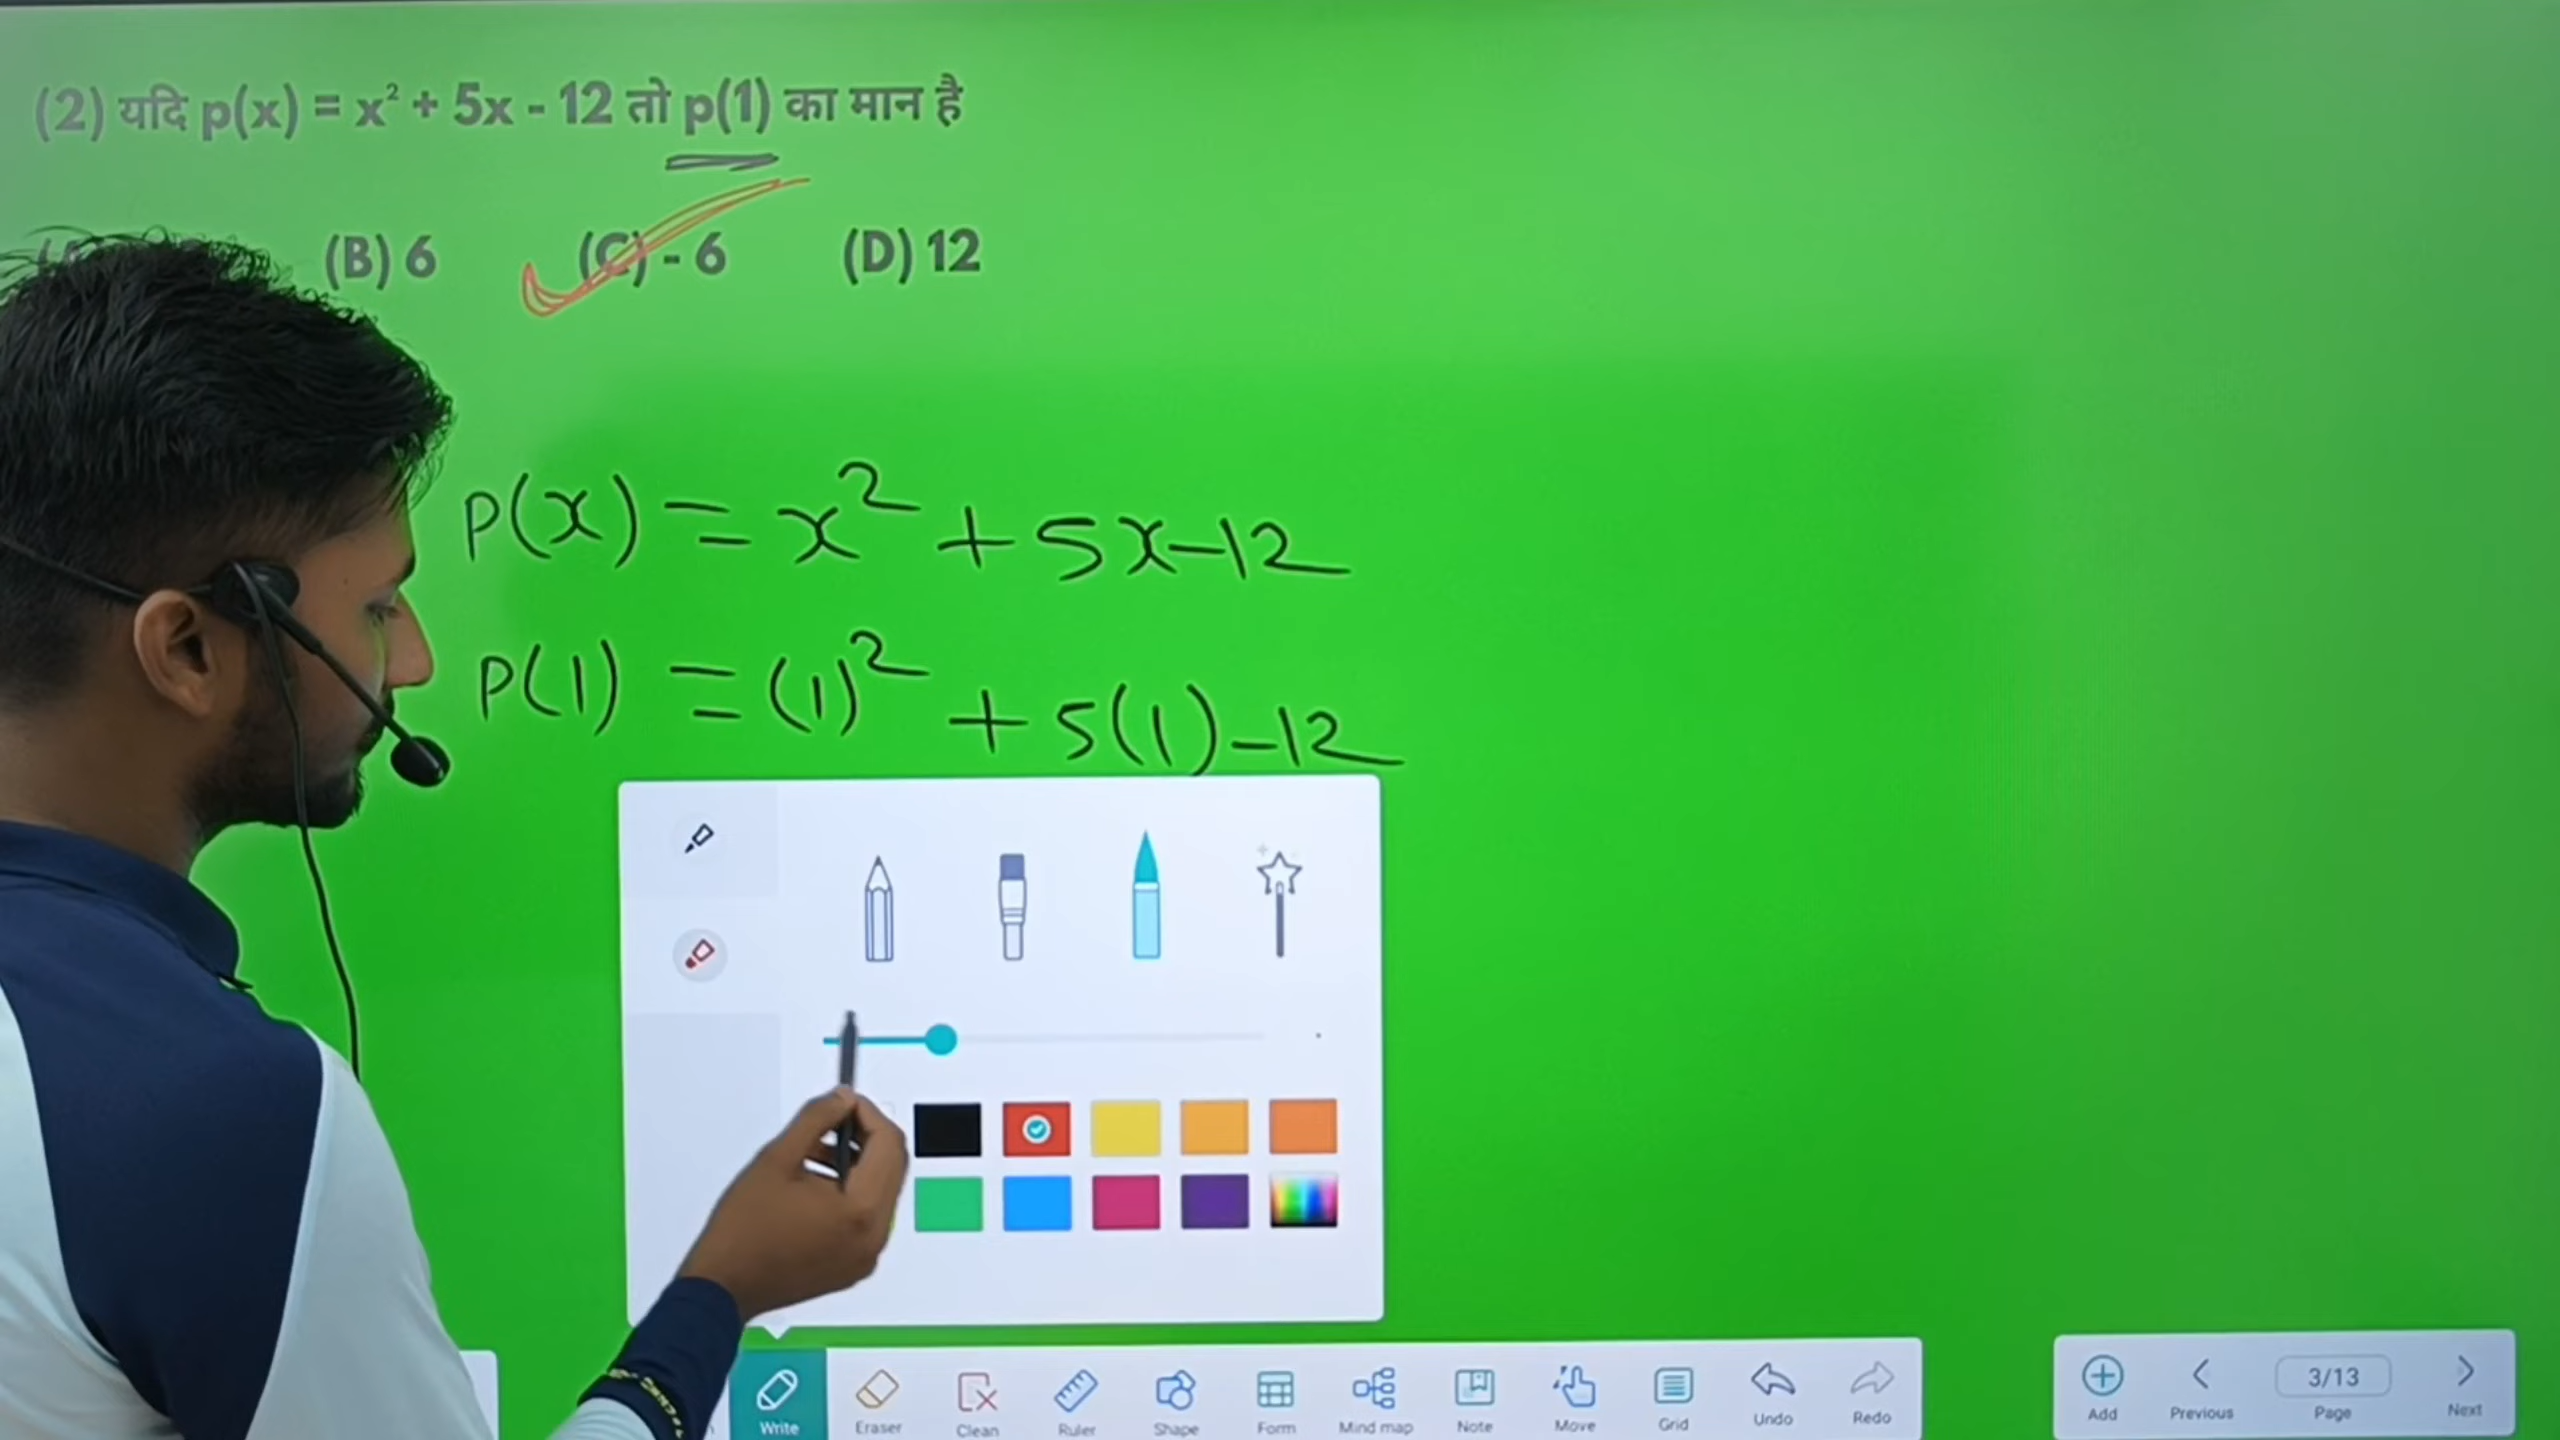 (2) यदि p(x) = x² + 5x - 12 तो p(1) का मान है
(B) 6 (C) - 6 (D) 12
P(x) = x² + 5x-12
P(1) = (1)² + 5(1)-12
Write Eraser Clean Ruler Shape Form Mind map Note Move Grid Undo Redo
Add Previous 3/13 Page Next